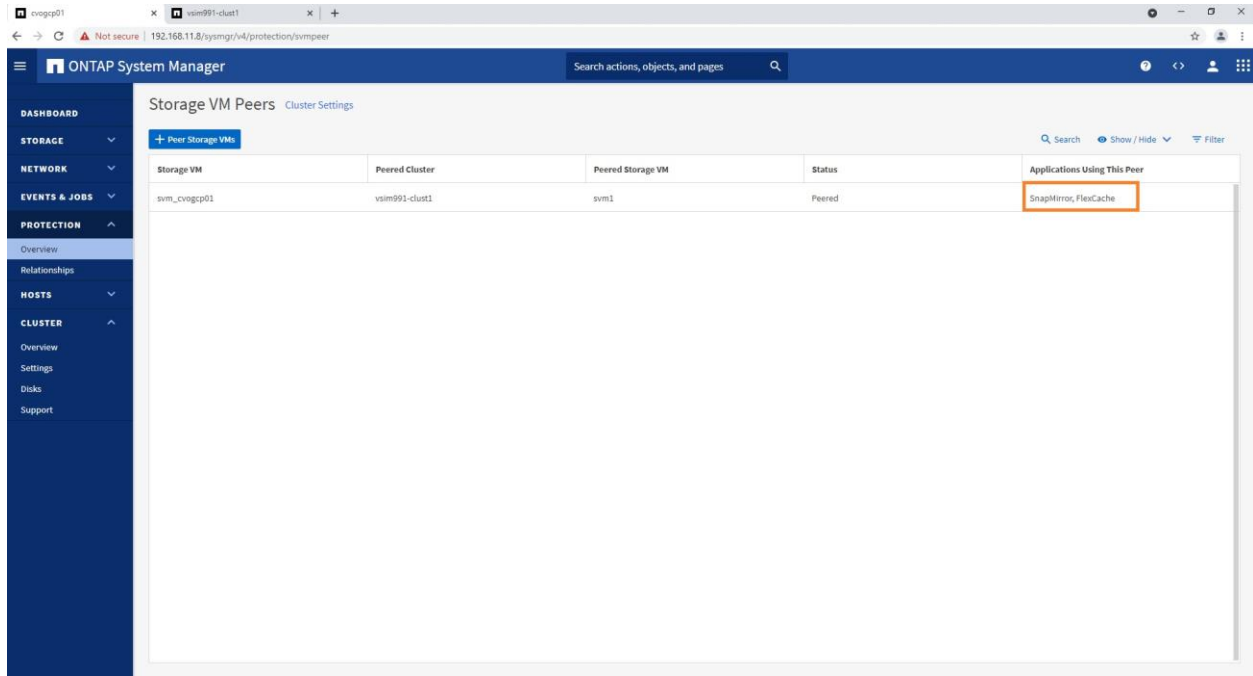 cvogcp01
vsim991-clust1
Not secure | 192.168.11.8/sysmgr/v4/protection/svmpeer
ONTAP System Manager
Search actions, objects, and pages
DASHBOARD
STORAGE
NETWORK
EVENTS & JOBS
PROTECTION
Overview
Relationships
HOSTS
CLUSTER
Overview
Settings
Disks
Support
Storage VM Peers Cluster Settings
+ Peer Storage VMs
Search Show / Hide Filter
Storage VM Peered Cluster Peered Storage VM Status Applications Using This Peer
svm_cvogcp01 vsim991-clust1 svm1 Peered SnapMirror, FlexCache